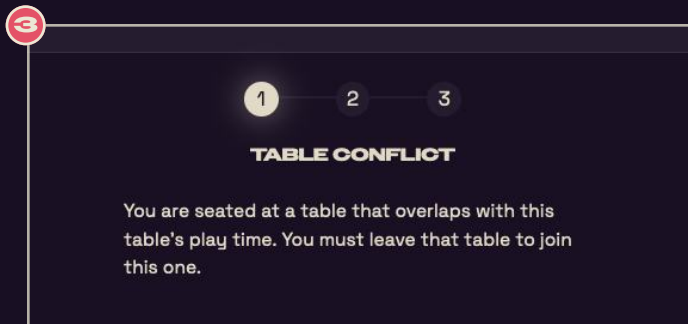 3
1 2 3
TABLE CONFLICT
You are seated at a table that overlaps with this
table's play time. You must leave that table to join
this one.